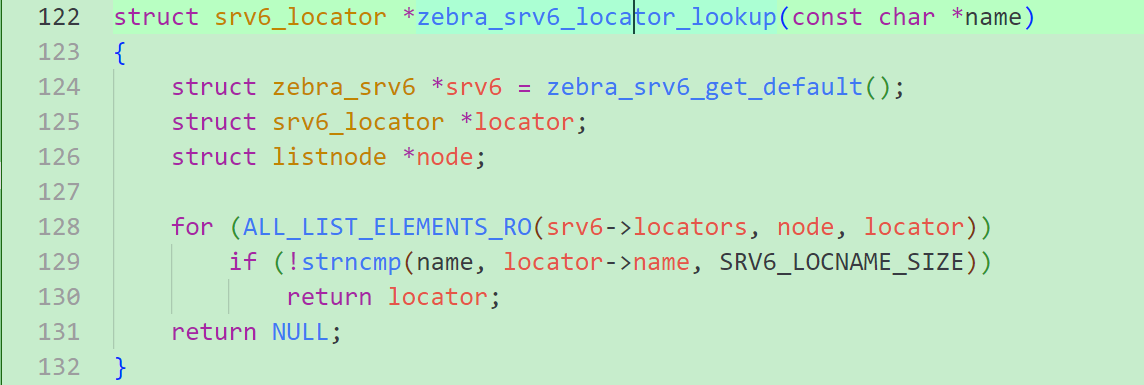 122 struct srv6_locator *zebra_srv6_locator_lookup(const char *name)
123 {
124     struct zebra_srv6 *srv6 = zebra_srv6_get_default();
125     struct srv6_locator *locator;
126     struct listnode *node;
127
128     for (ALL_LIST_ELEMENTS_RO(srv6->locators, node, locator))
129         if (!strncmp(name, locator->name, SRV6_LOCNAME_SIZE))
130             return locator;
131     return NULL;
132 }